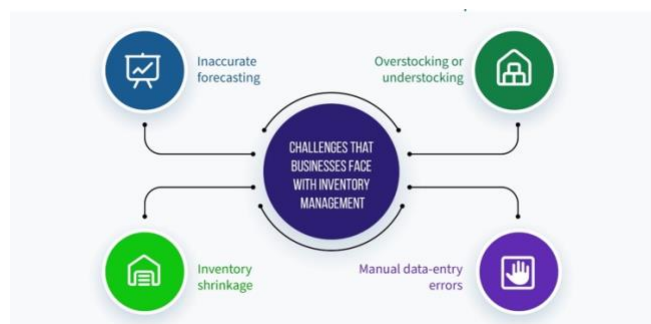 Inaccurate
forecasting
Overstocking or
understocking
CHALLENGES THAT
BUSINESSES FACE
WITH INVENTORY
MANAGEMENT
Inventory
shrinkage
Manual data-entry
errors